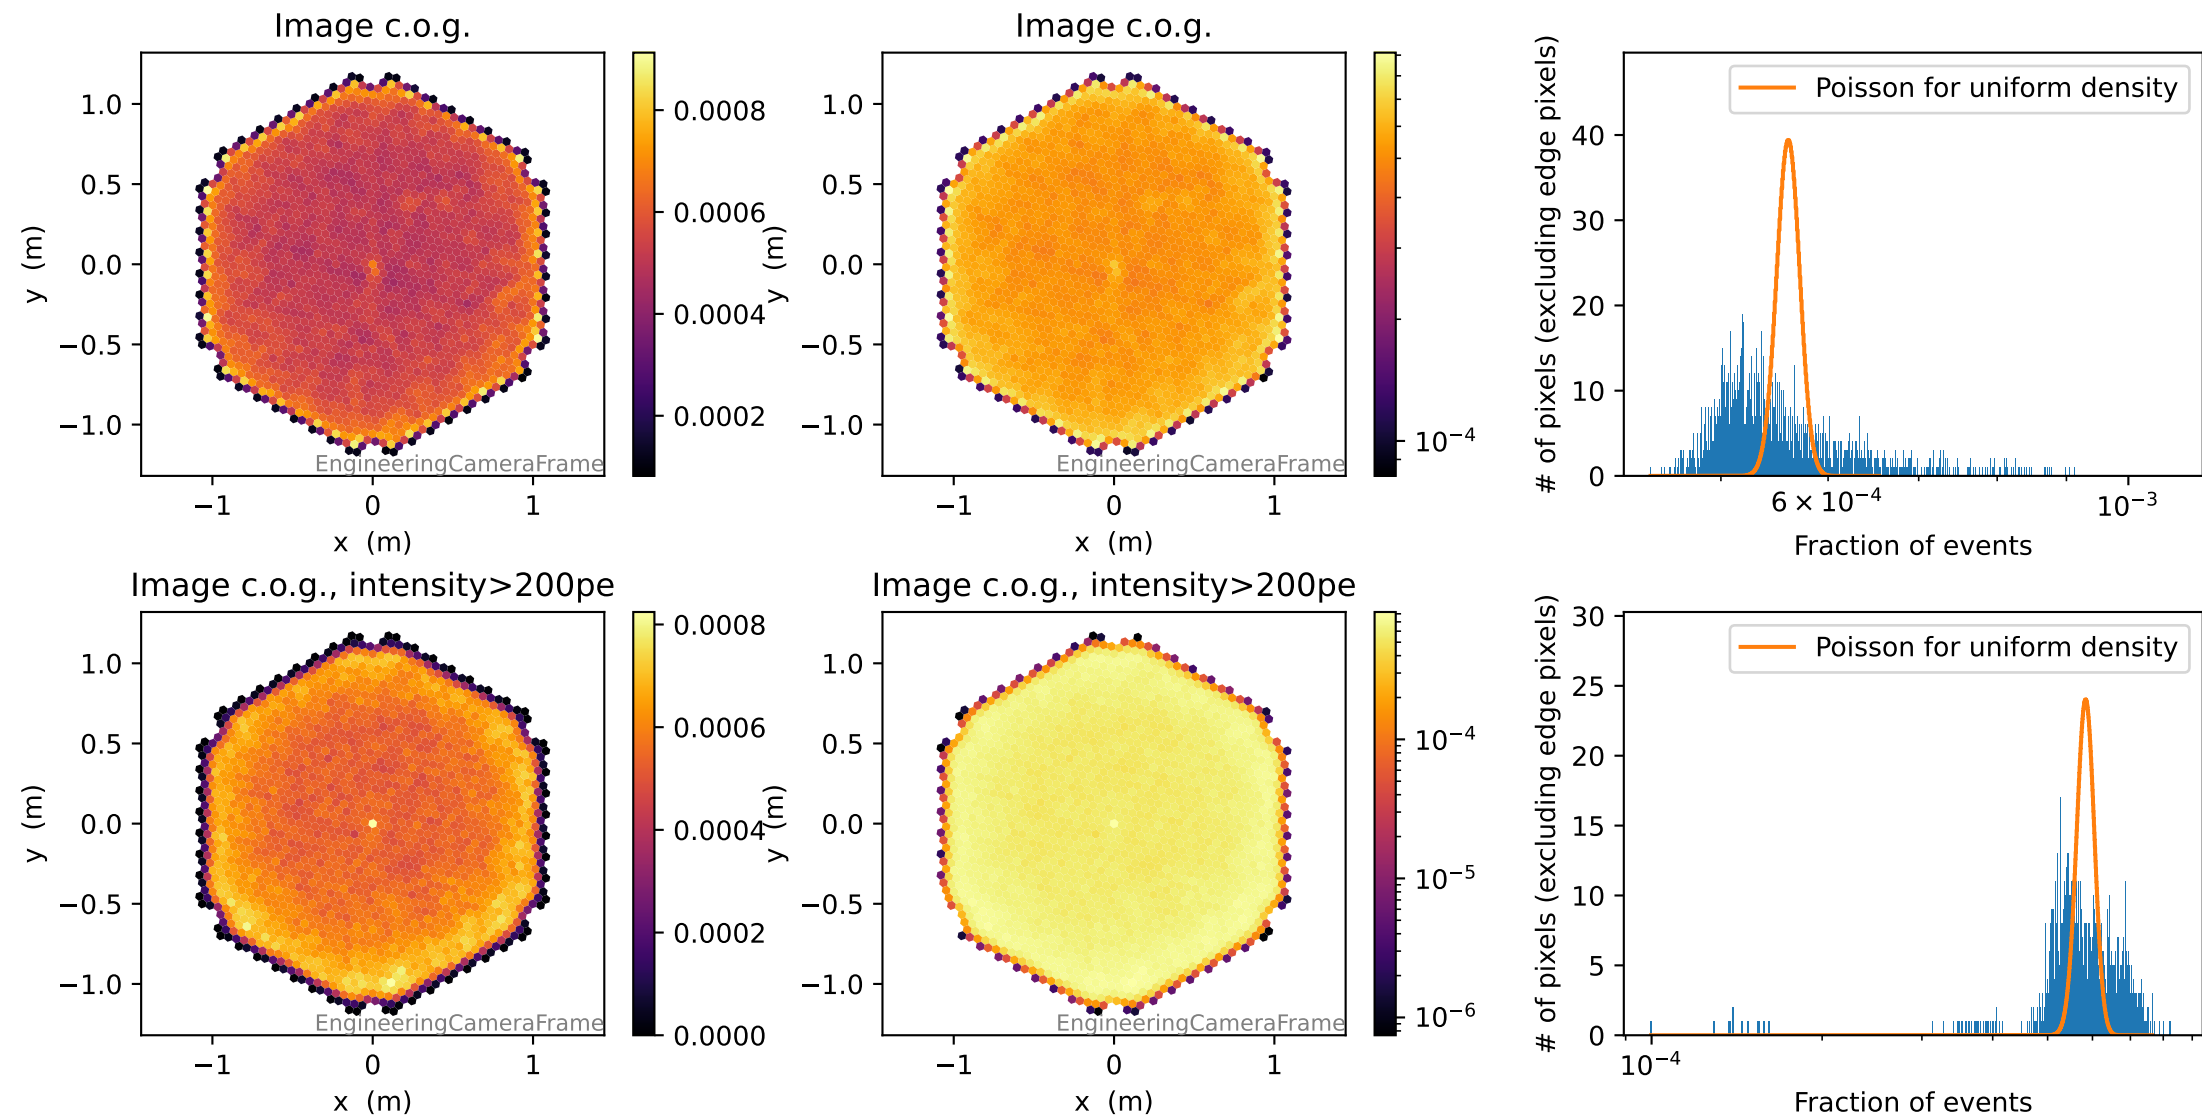 Image c.o.g.
1.0
0.5
0.0
−0.5
−1.0
y (m)
−1
0
1
x (m)
EngineeringCameraFrame
0.0008
0.0006
0.0004
0.0002
Image c.o.g.
1.0
0.5
0.0
−0.5
−1.0
y (m)
−1
0
1
x (m)
EngineeringCameraFrame
10⁻⁴
Poisson for uniform density
# of pixels (excluding edge pixels)
40
30
20
10
0
6 × 10⁻⁴
10⁻³
Fraction of events
Image c.o.g., intensity>200pe
1.0
0.5
0.0
−0.5
−1.0
y (m)
−1
0
1
x (m)
EngineeringCameraFrame
0.0008
0.0006
0.0004
0.0002
0.0000
Image c.o.g., intensity>200pe
1.0
0.5
0.0
−0.5
−1.0
y (m)
−1
0
1
x (m)
EngineeringCameraFrame
10⁻⁴
10⁻⁵
10⁻⁶
Poisson for uniform density
# of pixels (excluding edge pixels)
30
25
20
15
10
5
0
10⁻⁴
Fraction of events